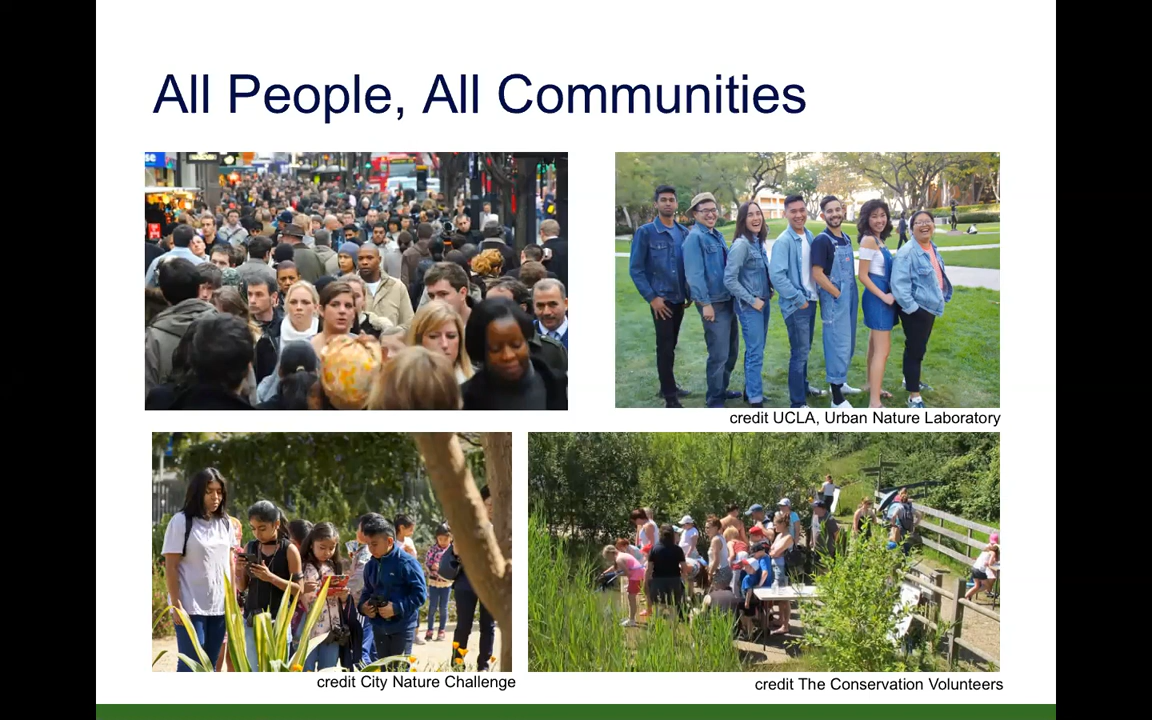 All People, All Communities
credit UCLA, Urban Nature Laboratory
credit City Nature Challenge
credit The Conservation Volunteers